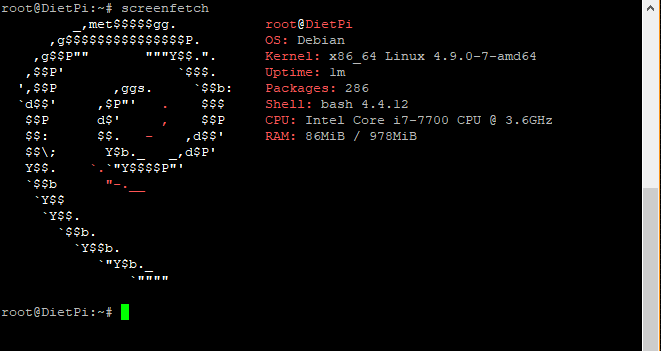 root@DietPi:~# screenfetch
         _,met$$$$$gg.           root@DietPi
      ,g$$$$$$$$$$$$$$$P.        OS: Debian
    ,g$$P""       """Y$$.".      Kernel: x86_64 Linux 4.9.0-7-amd64
   ,$$P'              `$$$.      Uptime: 1m
  ',$$P       ,ggs.     `$$b:    Packages: 286
  `d$$'     ,$P"'   .    $$$     Shell: bash 4.4.12
   $$P      d$'     ,    $$P     CPU: Intel Core i7-7700 CPU @ 3.6GHz
   $$:      $$.   -    ,d$$'     RAM: 86MiB / 978MiB
   $$\;      Y$b._   _,d$P'
   Y$$.    `.`"Y$$$$P"'
   `$$b      "-.__
    `Y$$
     `Y$$.
       `$$b.
         `Y$$b.
            `"Y$b._
                `""""
root@DietPi:~#